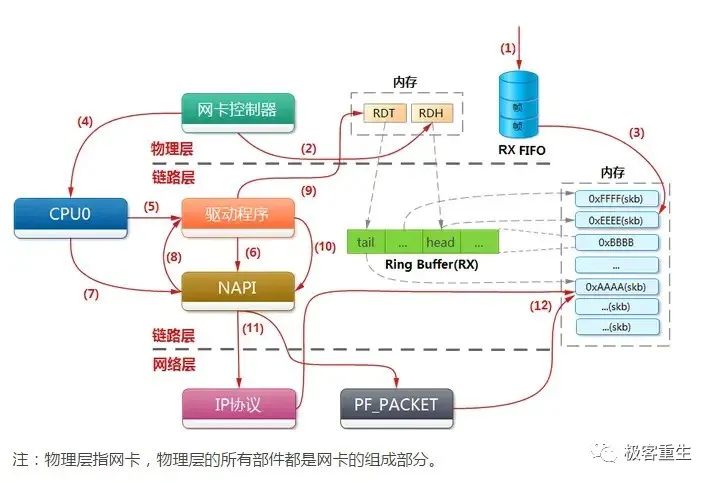 (1)
内存
网卡控制器
RDT
RDH
(4)
RX FIFO
(3)
物理层
(2)
链路层
(9)
内存
0xFFFF(skb)
CPU0
(5)
驱动程序
0xEEEE(skb)
tail
...
head
...
0xBBBB
(8)
(6)
(10)
Ring Buffer(RX)
...
(7)
NAPI
0xAAAA(skb)
(11)
(12)
...(skb)
...(skb)
链路层
网络层
IP协议
PF_PACKET
注：物理层指网卡，物理层的所有部件都是网卡的组成部分。
极客重生